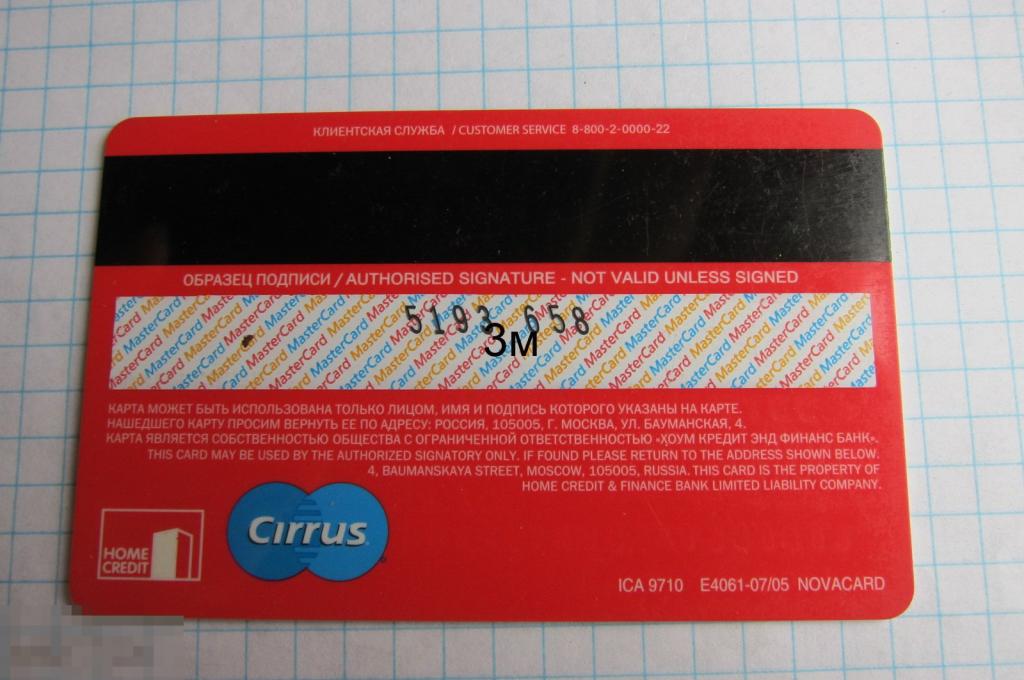 КЛИЕНТСКАЯ СЛУЖБА / CUSTOMER SERVICE 8-800-2-0000-22
ОБРАЗЕЦ ПОДПИСИ / AUTHORISED SIGNATURE - NOT VALID UNLESS SIGNED
5193 658
3м
КАРТА МОЖЕТ БЫТЬ ИСПОЛЬЗОВАНА ТОЛЬКО ЛИЦОМ, ИМЯ И ПОДПИСЬ КОТОРОГО УКАЗАНЫ НА КАРТЕ.
НАШЕДШЕГО КАРТУ ПРОСИМ ВЕРНУТЬ ЕЕ ПО АДРЕСУ: РОССИЯ, 105005, Г. МОСКВА, УЛ. БАУМАНСКАЯ, 4.
КАРТА ЯВЛЯЕТСЯ СОБСТВЕННОСТЬЮ ОБЩЕСТВА С ОГРАНИЧЕННОЙ ОТВЕТСТВЕННОСТЬЮ «ХОУМ КРЕДИТ ЭНД ФИНАНС БАНК».
THIS CARD MAY BE USED BY THE AUTHORIZED SIGNATORY ONLY. IF FOUND PLEASE RETURN TO THE ADDRESS SHOWN BELOW.
4, BAUMANSKAYA STREET, MOSCOW, 105005, RUSSIA. THIS CARD IS THE PROPERTY OF
HOME CREDIT & FINANCE BANK LIMITED LIABILITY COMPANY.
Cirrus
HOME
CREDIT
ICA 9710 E4061-07/05 NOVACARD